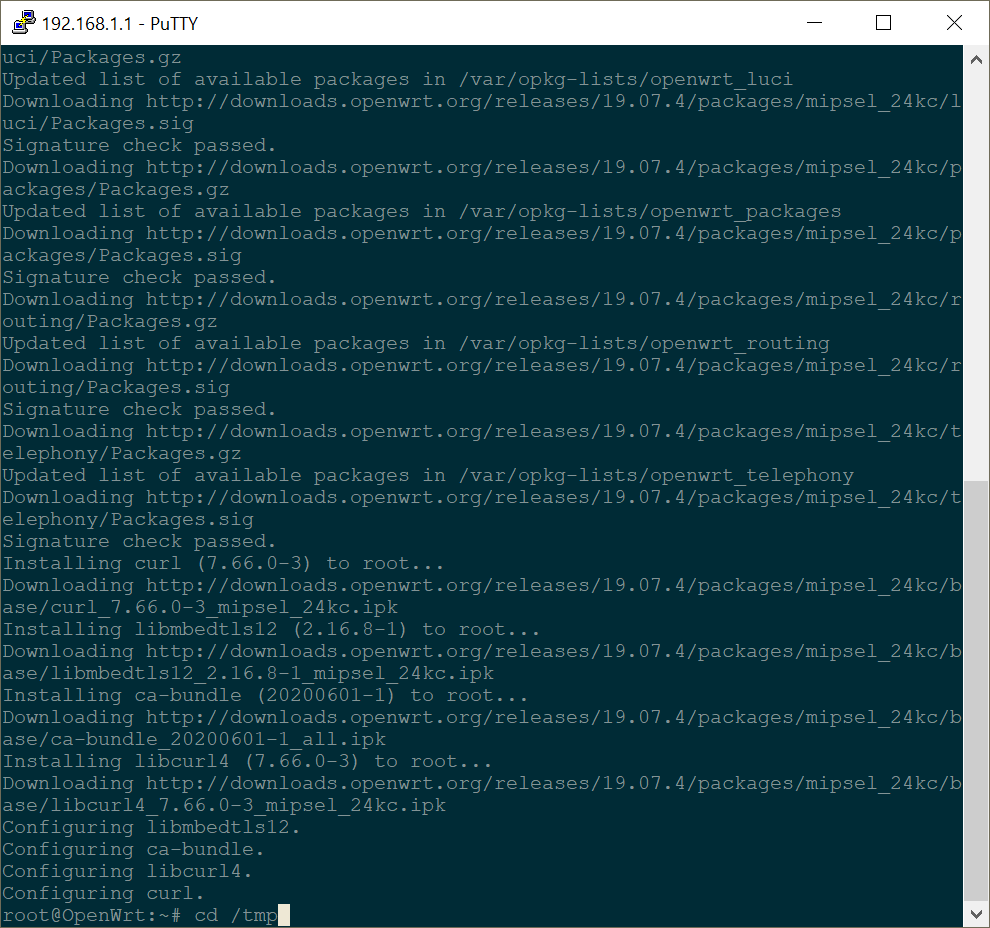 192.168.1.1 - PuTTY
uci/Packages.gz
Updated list of available packages in /var/opkg-lists/openwrt_luci
Downloading http://downloads.openwrt.org/releases/19.07.4/packages/mipsel_24kc/l
uci/Packages.sig
Signature check passed.
Downloading http://downloads.openwrt.org/releases/19.07.4/packages/mipsel_24kc/p
ackages/Packages.gz
Updated list of available packages in /var/opkg-lists/openwrt_packages
Downloading http://downloads.openwrt.org/releases/19.07.4/packages/mipsel_24kc/p
ackages/Packages.sig
Signature check passed.
Downloading http://downloads.openwrt.org/releases/19.07.4/packages/mipsel_24kc/r
outing/Packages.gz
Updated list of available packages in /var/opkg-lists/openwrt_routing
Downloading http://downloads.openwrt.org/releases/19.07.4/packages/mipsel_24kc/r
outing/Packages.sig
Signature check passed.
Downloading http://downloads.openwrt.org/releases/19.07.4/packages/mipsel_24kc/t
elephony/Packages.gz
Updated list of available packages in /var/opkg-lists/openwrt_telephony
Downloading http://downloads.openwrt.org/releases/19.07.4/packages/mipsel_24kc/t
elephony/Packages.sig
Signature check passed.
Installing curl (7.66.0-3) to root...
Downloading http://downloads.openwrt.org/releases/19.07.4/packages/mipsel_24kc/b
ase/curl_7.66.0-3_mipsel_24kc.ipk
Installing libmbedtls12 (2.16.8-1) to root...
Downloading http://downloads.openwrt.org/releases/19.07.4/packages/mipsel_24kc/b
ase/libmbedtls12_2.16.8-1_mipsel_24kc.ipk
Installing ca-bundle (20200601-1) to root...
Downloading http://downloads.openwrt.org/releases/19.07.4/packages/mipsel_24kc/b
ase/ca-bundle_20200601-1_all.ipk
Installing libcurl4 (7.66.0-3) to root...
Downloading http://downloads.openwrt.org/releases/19.07.4/packages/mipsel_24kc/b
ase/libcurl4_7.66.0-3_mipsel_24kc.ipk
Configuring libmbedtls12.
Configuring ca-bundle.
Configuring libcurl4.
Configuring curl.
root@OpenWrt:~# cd /tmp